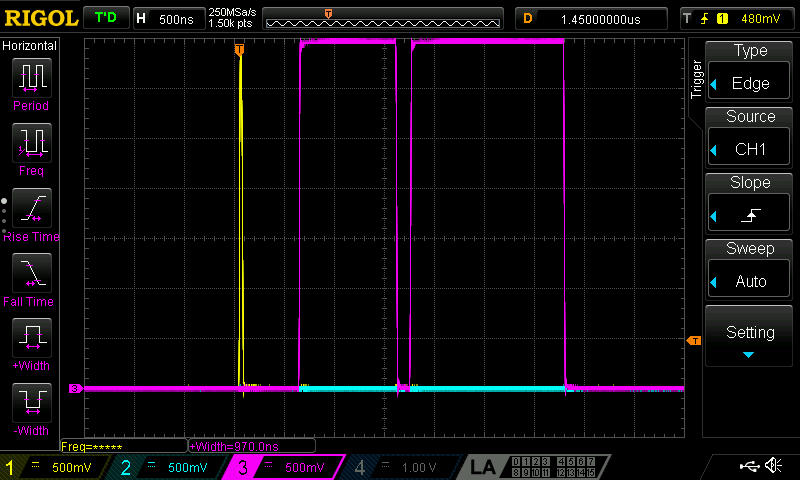 RIGOL T'D H 500ns 250MSa/s D 1.45000000us T 1 480mV
1.50k pts
Horizontal
Period
Freq
Rise Time
Fall Time
+Width
-Width
T
T
3
T
Freq=*****
+Width=970.0ns
Trigger
Type
Edge
Source
CH1
Slope
Sweep
Auto
Setting
1 500mV 2 500mV 3 500mV 4 1.00 V LA 0 1 2 3 4 5 6 7
8 9 10 11 12 13 14 15